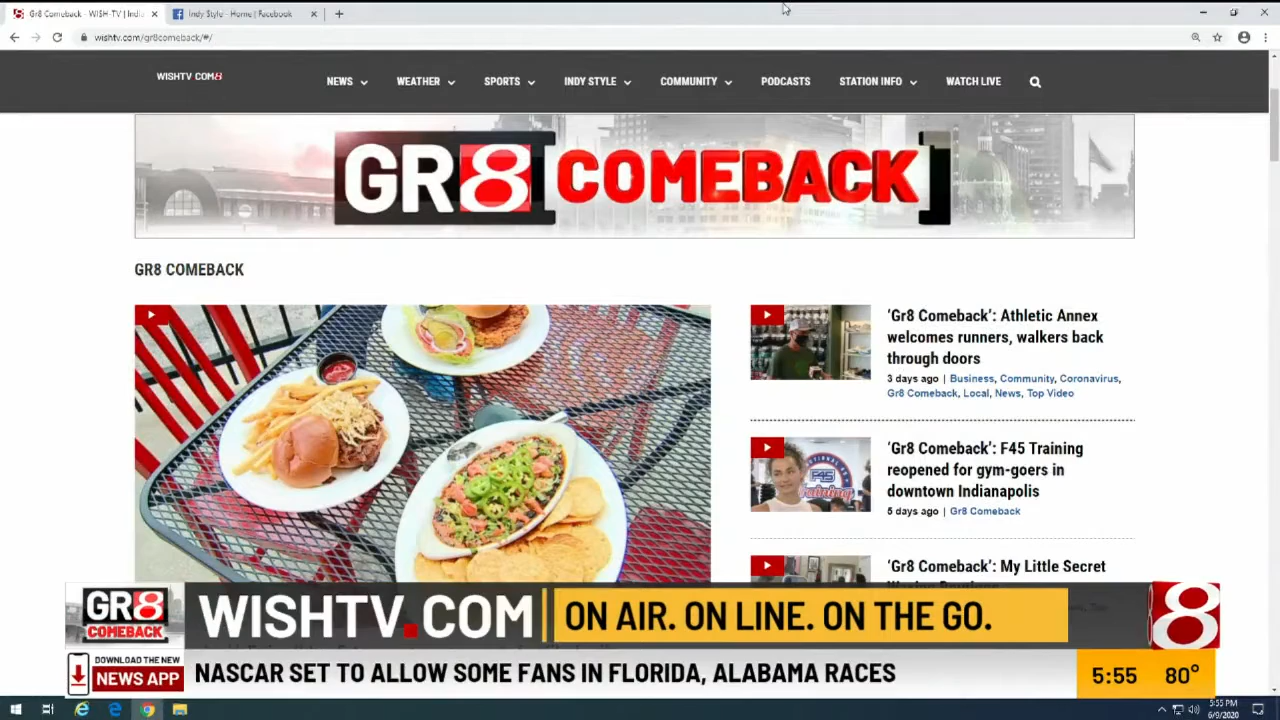 Gr8 Comeback - WISH-TV | India
Indy Style - Home | Facebook
wishtv.com/gr8comeback/#/
WISHTV COM8
NEWS
WEATHER
SPORTS
INDY STYLE
COMMUNITY
PODCASTS
STATION INFO
WATCH LIVE
GR8 COMEBACK
GR8 COMEBACK
‘Gr8 Comeback’: Athletic Annex
welcomes runners, walkers back
through doors
3 days ago | Business, Community, Coronavirus,
Gr8 Comeback, Local, News, Top Video
‘Gr8 Comeback’: F45 Training
reopened for gym-goers in
downtown Indianapolis
5 days ago | Gr8 Comeback
F45
Training
‘Gr8 Comeback’: My Little Secret
GR8
COMEBACK
WISHTV.COM
ON AIR. ON LINE. ON THE GO.
8
DOWNLOAD THE NEW
NEWS APP
NASCAR SET TO ALLOW SOME FANS IN FLORIDA, ALABAMA RACES
5:55 80°
5:55 PM
6/9/2020